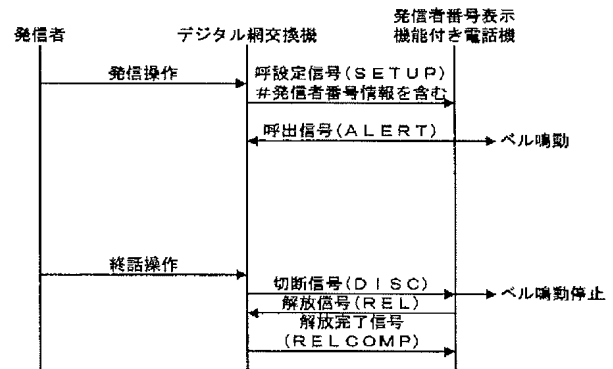 発信者
デジタル網交換機
発信者番号表示
機能付き電話機
発信操作
呼設定信号(SETUP)
#発信者番号情報を含む
呼出信号(ALERT)
ベル鳴動
終話操作
切断信号(DISC)
ベル鳴動停止
解放信号(REL)
解放完了信号
(RELCOMP)